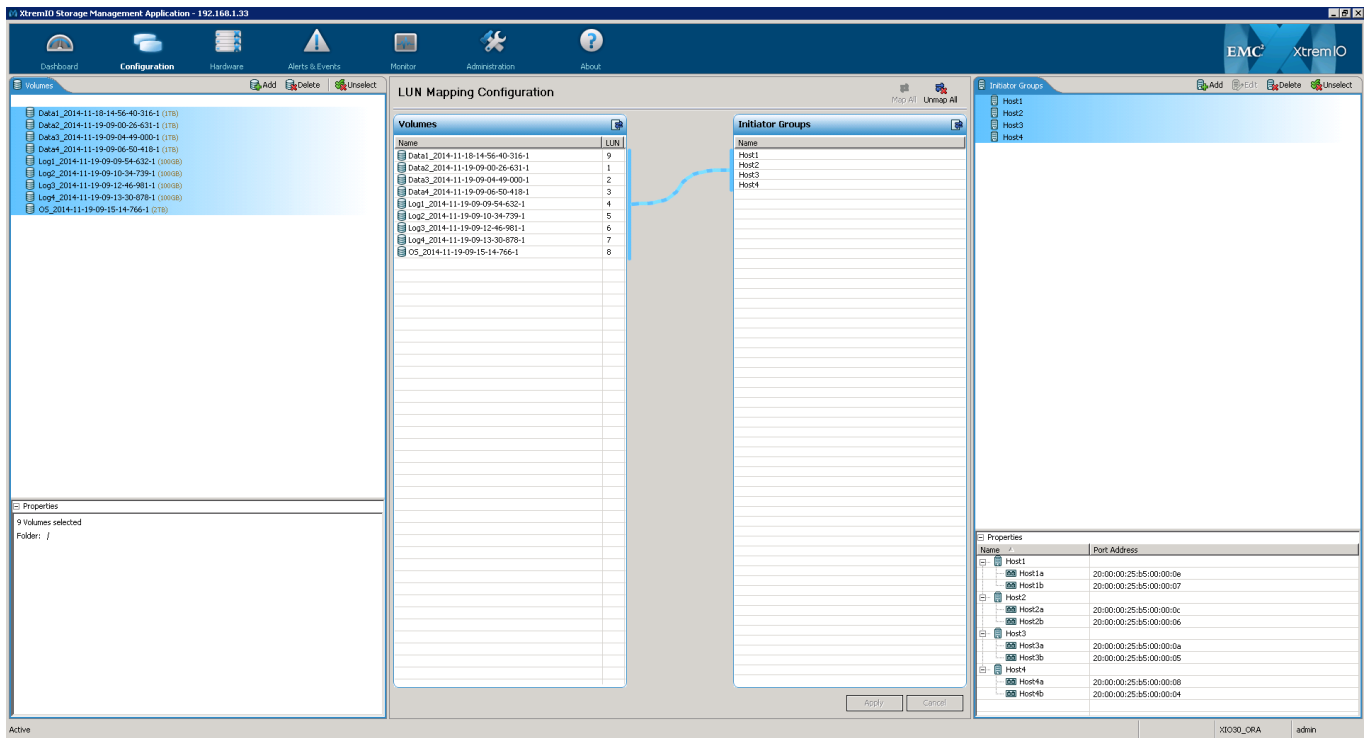 XtremIO Storage Management Application - 192.168.1.33
Dashboard Configuration Hardware Alerts & Events Monitor Administration About
EMC² XtremIO
Volumes Add Delete Unselect
Data1_2014-11-18-14-56-40-316-1 (1TB)
Data2_2014-11-19-09-00-26-631-1 (1TB)
Data3_2014-11-19-09-04-49-000-1 (1TB)
Data4_2014-11-19-09-06-50-418-1 (1TB)
Log1_2014-11-19-09-09-54-632-1 (100GB)
Log2_2014-11-19-09-10-34-739-1 (100GB)
Log3_2014-11-19-09-12-46-981-1 (100GB)
Log4_2014-11-19-09-13-30-878-1 (100GB)
OS_2014-11-19-09-15-14-766-1 (2TB)
Properties
9 Volumes selected
Folder: /
LUN Mapping Configuration
Map All Unmap All
Volumes
Name LUN
Data1_2014-11-18-14-56-40-316-1 9
Data2_2014-11-19-09-00-26-631-1 1
Data3_2014-11-19-09-04-49-000-1 2
Data4_2014-11-19-09-06-50-418-1 3
Log1_2014-11-19-09-09-54-632-1 4
Log2_2014-11-19-09-10-34-739-1 5
Log3_2014-11-19-09-12-46-981-1 6
Log4_2014-11-19-09-13-30-878-1 7
OS_2014-11-19-09-15-14-766-1 8
Initiator Groups
Name
Host1
Host2
Host3
Host4
Apply Cancel
Initiator Groups Add Edit Delete Unselect
Host1
Host2
Host3
Host4
Properties
Name Port Address
Host1
Host1a 20:00:00:25:b5:00:00:0e
Host1b 20:00:00:25:b5:00:00:07
Host2
Host2a 20:00:00:25:b5:00:00:0c
Host2b 20:00:00:25:b5:00:00:06
Host3
Host3a 20:00:00:25:b5:00:00:0a
Host3b 20:00:00:25:b5:00:00:05
Host4
Host4a 20:00:00:25:b5:00:00:08
Host4b 20:00:00:25:b5:00:00:04
Active XIO30_ORA admin